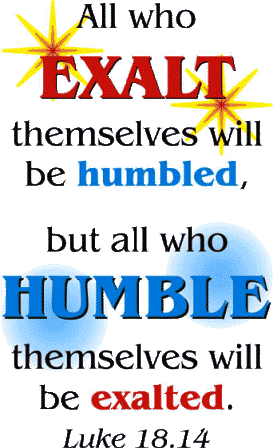 All who
EXALT
themselves will
be humbled,
but all who
HUMBLE
themselves will
be exalted.
Luke 18.14